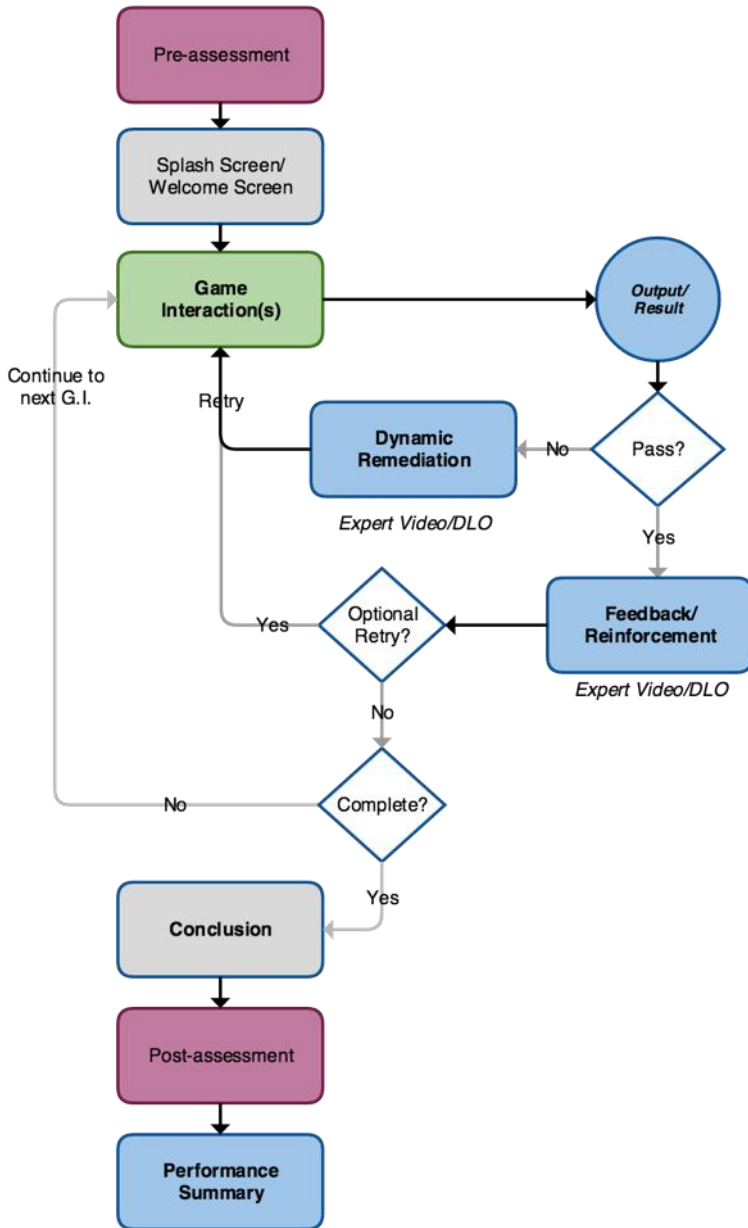 Pre-assessment
Splash Screen/
Welcome Screen
Game
Interaction(s)
Output/
Result
Continue to
next G.I.
Retry
Dynamic
Remediation
No
Pass?
Expert Video/DLO
Yes
Optional
Retry?
Yes
Feedback/
Reinforcement
Expert Video/DLO
No
Complete?
No
Yes
Conclusion
Post-assessment
Performance
Summary